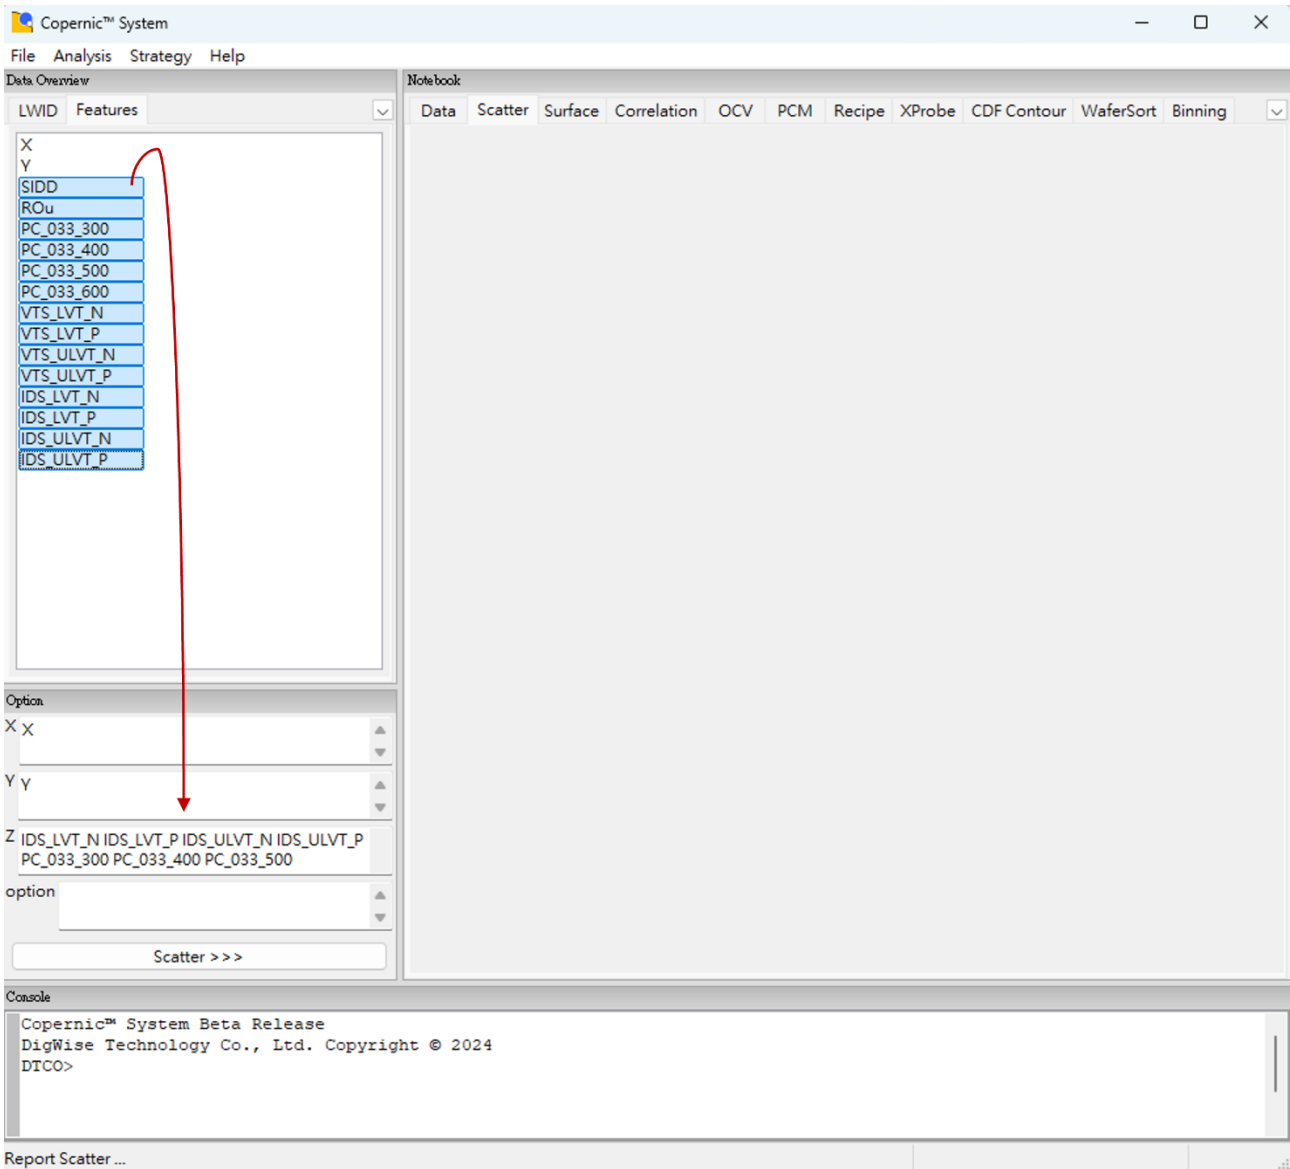 Copernic™ System
File Analysis Strategy Help
Data Overview
LWID Features
X
Y
SIDD
ROu
PC_033_300
PC_033_400
PC_033_500
PC_033_600
VTS_LVT_N
VTS_LVT_P
VTS_ULVT_N
VTS_ULVT_P
IDS_LVT_N
IDS_LVT_P
IDS_ULVT_N
IDS_ULVT_P
Option
X X
Y Y
Z IDS_LVT_N IDS_LVT_P IDS_ULVT_N IDS_ULVT_P
PC_033_300 PC_033_400 PC_033_500
option
Scatter >>>
Notebook
Data Scatter Surface Correlation OCV PCM Recipe XProbe CDF Contour WaferSort Binning
Console
Copernic™ System Beta Release
DigWise Technology Co., Ltd. Copyright © 2024
DTCO>
Report Scatter ...